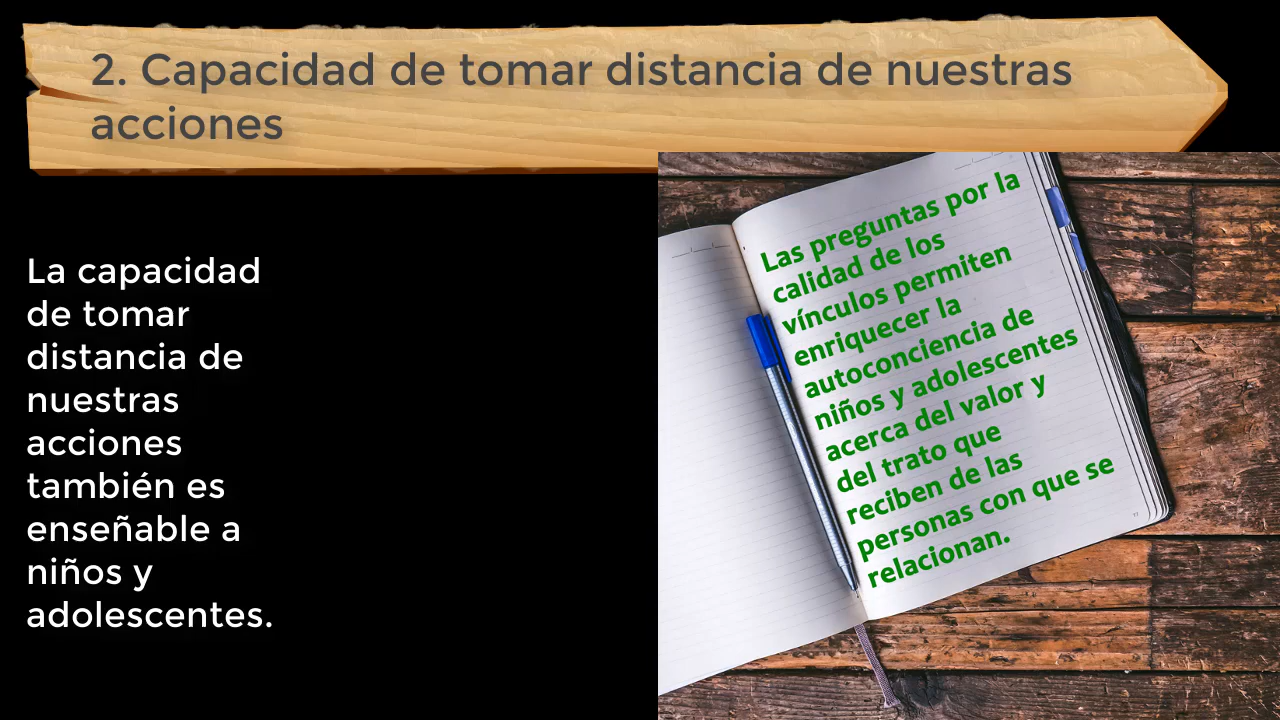 2. Capacidad de tomar distancia de nuestras
acciones
La capacidad
de tomar
distancia de
nuestras
acciones
también es
enseñable a
niños y
adolescentes.
Las preguntas por la
calidad de los
vínculos permiten
enriquecer la
autoconciencia de
niños y adolescentes
acerca del valor y
del trato que
reciben de las
personas con que se
relacionan.